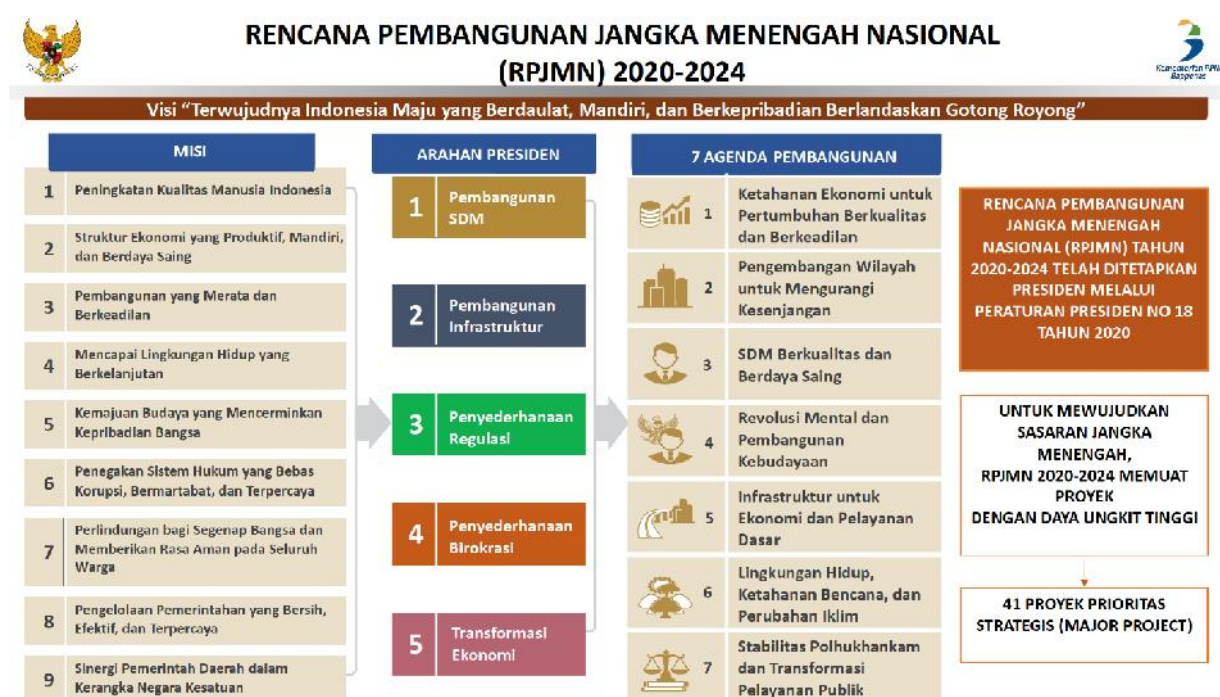 RENCANA PEMBANGUNAN JANGKA MENENGAH NASIONAL
(RPJMN) 2020-2024
Kementerian PPN/
Bappenas
Visi “Terwujudnya Indonesia Maju yang Berdaulat, Mandiri, dan Berkepribadian Berlandaskan Gotong Royong”
MISI
1
Peningkatan Kualitas Manusia Indonesia
2
Struktur Ekonomi yang Produktif, Mandiri,
dan Berdaya Saing
3
Pembangunan yang Merata dan
Berkeadilan
4
Mencapai Lingkungan Hidup yang
Berkelanjutan
5
Kemajuan Budaya yang Mencerminkan
Kepribadian Bangsa
6
Penegakan Sistem Hukum yang Bebas
Korupsi, Bermartabat, dan Terpercaya
7
Perlindungan bagi Segenap Bangsa dan
Memberikan Rasa Aman pada Seluruh
Warga
8
Pengelolaan Pemerintahan yang Bersih,
Efektif, dan Terpercaya
9
Sinergi Pemerintah Daerah dalam
Kerangka Negara Kesatuan
ARAHAN PRESIDEN
1
Pembangunan
SDM
2
Pembangunan
Infrastruktur
3
Penyederhanaan
Regulasi
4
Penyederhanaan
Birokrasi
5
Transformasi
Ekonomi
7 AGENDA PEMBANGUNAN
1
Ketahanan Ekonomi untuk
Pertumbuhan Berkualitas
dan Berkeadilan
2
Pengembangan Wilayah
untuk Mengurangi
Kesenjangan
3
SDM Berkualitas dan
Berdaya Saing
4
Revolusi Mental dan
Pembangunan
Kebudayaan
5
Infrastruktur untuk
Ekonomi dan Pelayanan
Dasar
6
Lingkungan Hidup,
Ketahanan Bencana, dan
Perubahan Iklim
7
Stabilitas Polhukhankam
dan Transformasi
Pelayanan Publik
RENCANA PEMBANGUNAN
JANGKA MENENGAH
NASIONAL (RPJMN) TAHUN
2020-2024 TELAH DITETAPKAN
PRESIDEN MELALUI
PERATURAN PRESIDEN NO 18
TAHUN 2020
UNTUK MEWUJUDKAN
SASARAN JANGKA
MENENGAH,
RPJMN 2020-2024 MEMUAT
PROYEK
DENGAN DAYA UNGKIT TINGGI
41 PROYEK PRIORITAS
STRATEGIS (MAJOR PROJECT)